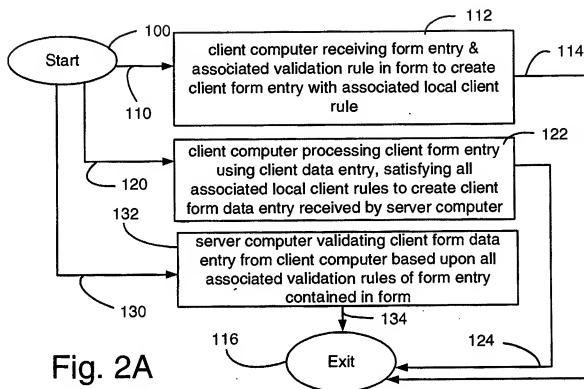 100
112
Start
client computer receiving form entry &
associated validation rule in form to create
client form entry with associated local client
rule
114
110
122
client computer processing client form entry
using client data entry, satisfying all
associated local client rules to create client
form data entry received by server computer
120
132
server computer validating client form data
entry from client computer based upon all
associated validation rules of form entry
contained in form
130
134
116
Exit
124
Fig. 2A